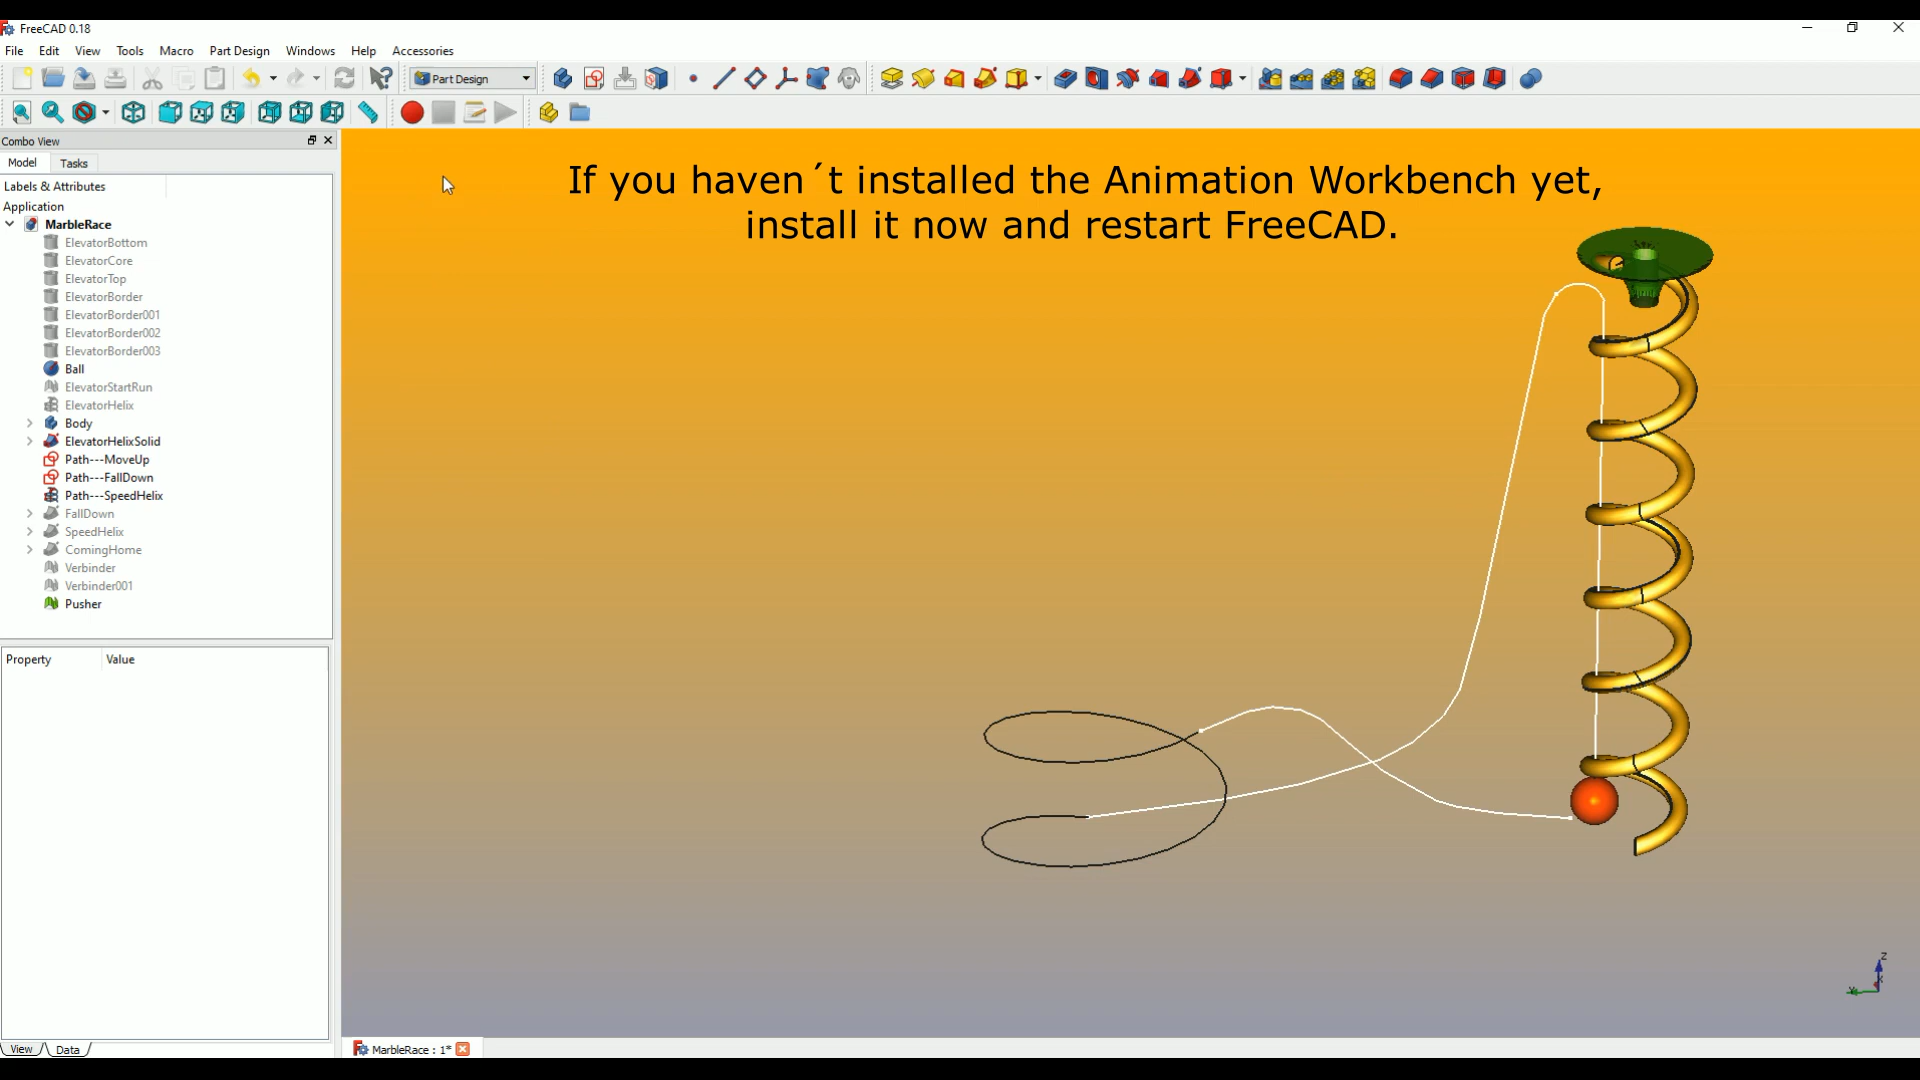 FreeCAD 0.18
File Edit View Tools Macro Part Design Windows Help Accessories
Part Design
Combo View
Model Tasks
Labels & Attributes
Application
MarbleRace
ElevatorBottom
ElevatorCore
ElevatorTop
ElevatorBorder
ElevatorBorder001
ElevatorBorder002
ElevatorBorder003
Ball
ElevatorStartRun
ElevatorHelix
Body
ElevatorHelixSolid
Path---MoveUp
Path---FallDown
Path---SpeedHelix
FallDown
SpeedHelix
ComingHome
Verbinder
Verbinder001
Pusher
Property Value
View Data
If you haven´t installed the Animation Workbench yet,
install it now and restart FreeCAD.
Z
MarbleRace : 1*